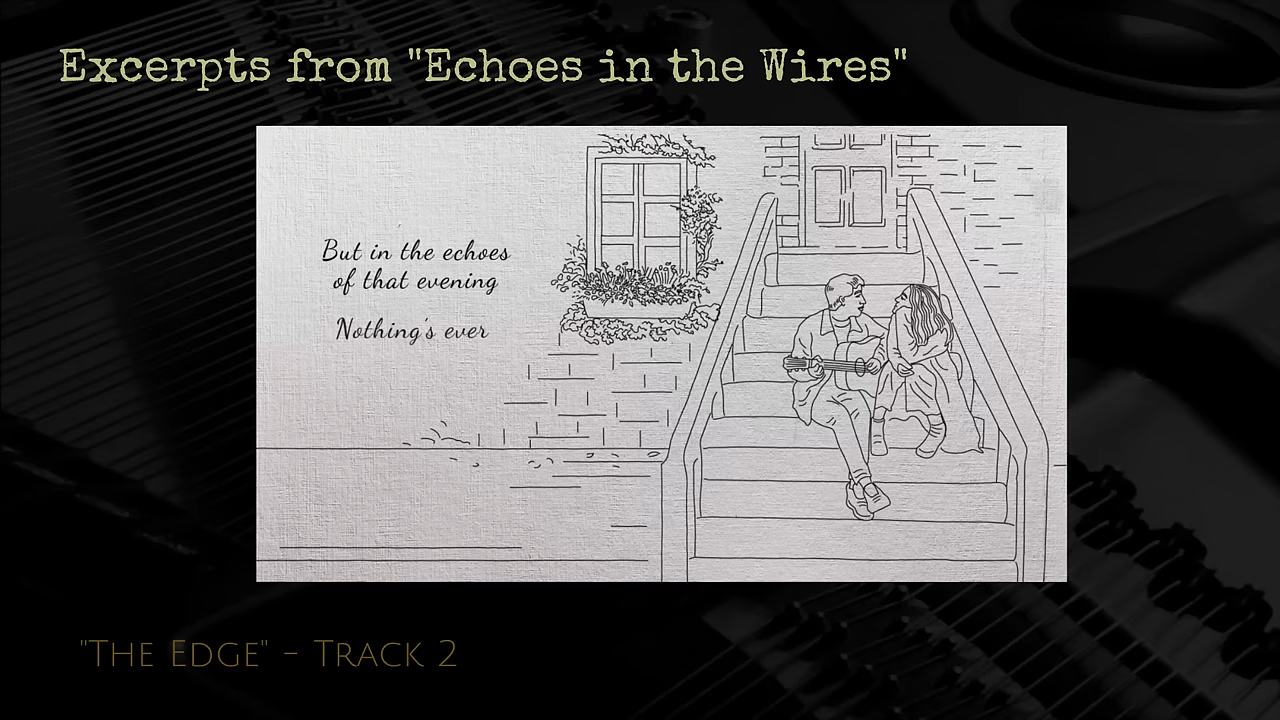 Excerpts from "Echoes in the Wires"
But in the echoes
of that evening
Nothing's ever
"The Edge" - Track 2